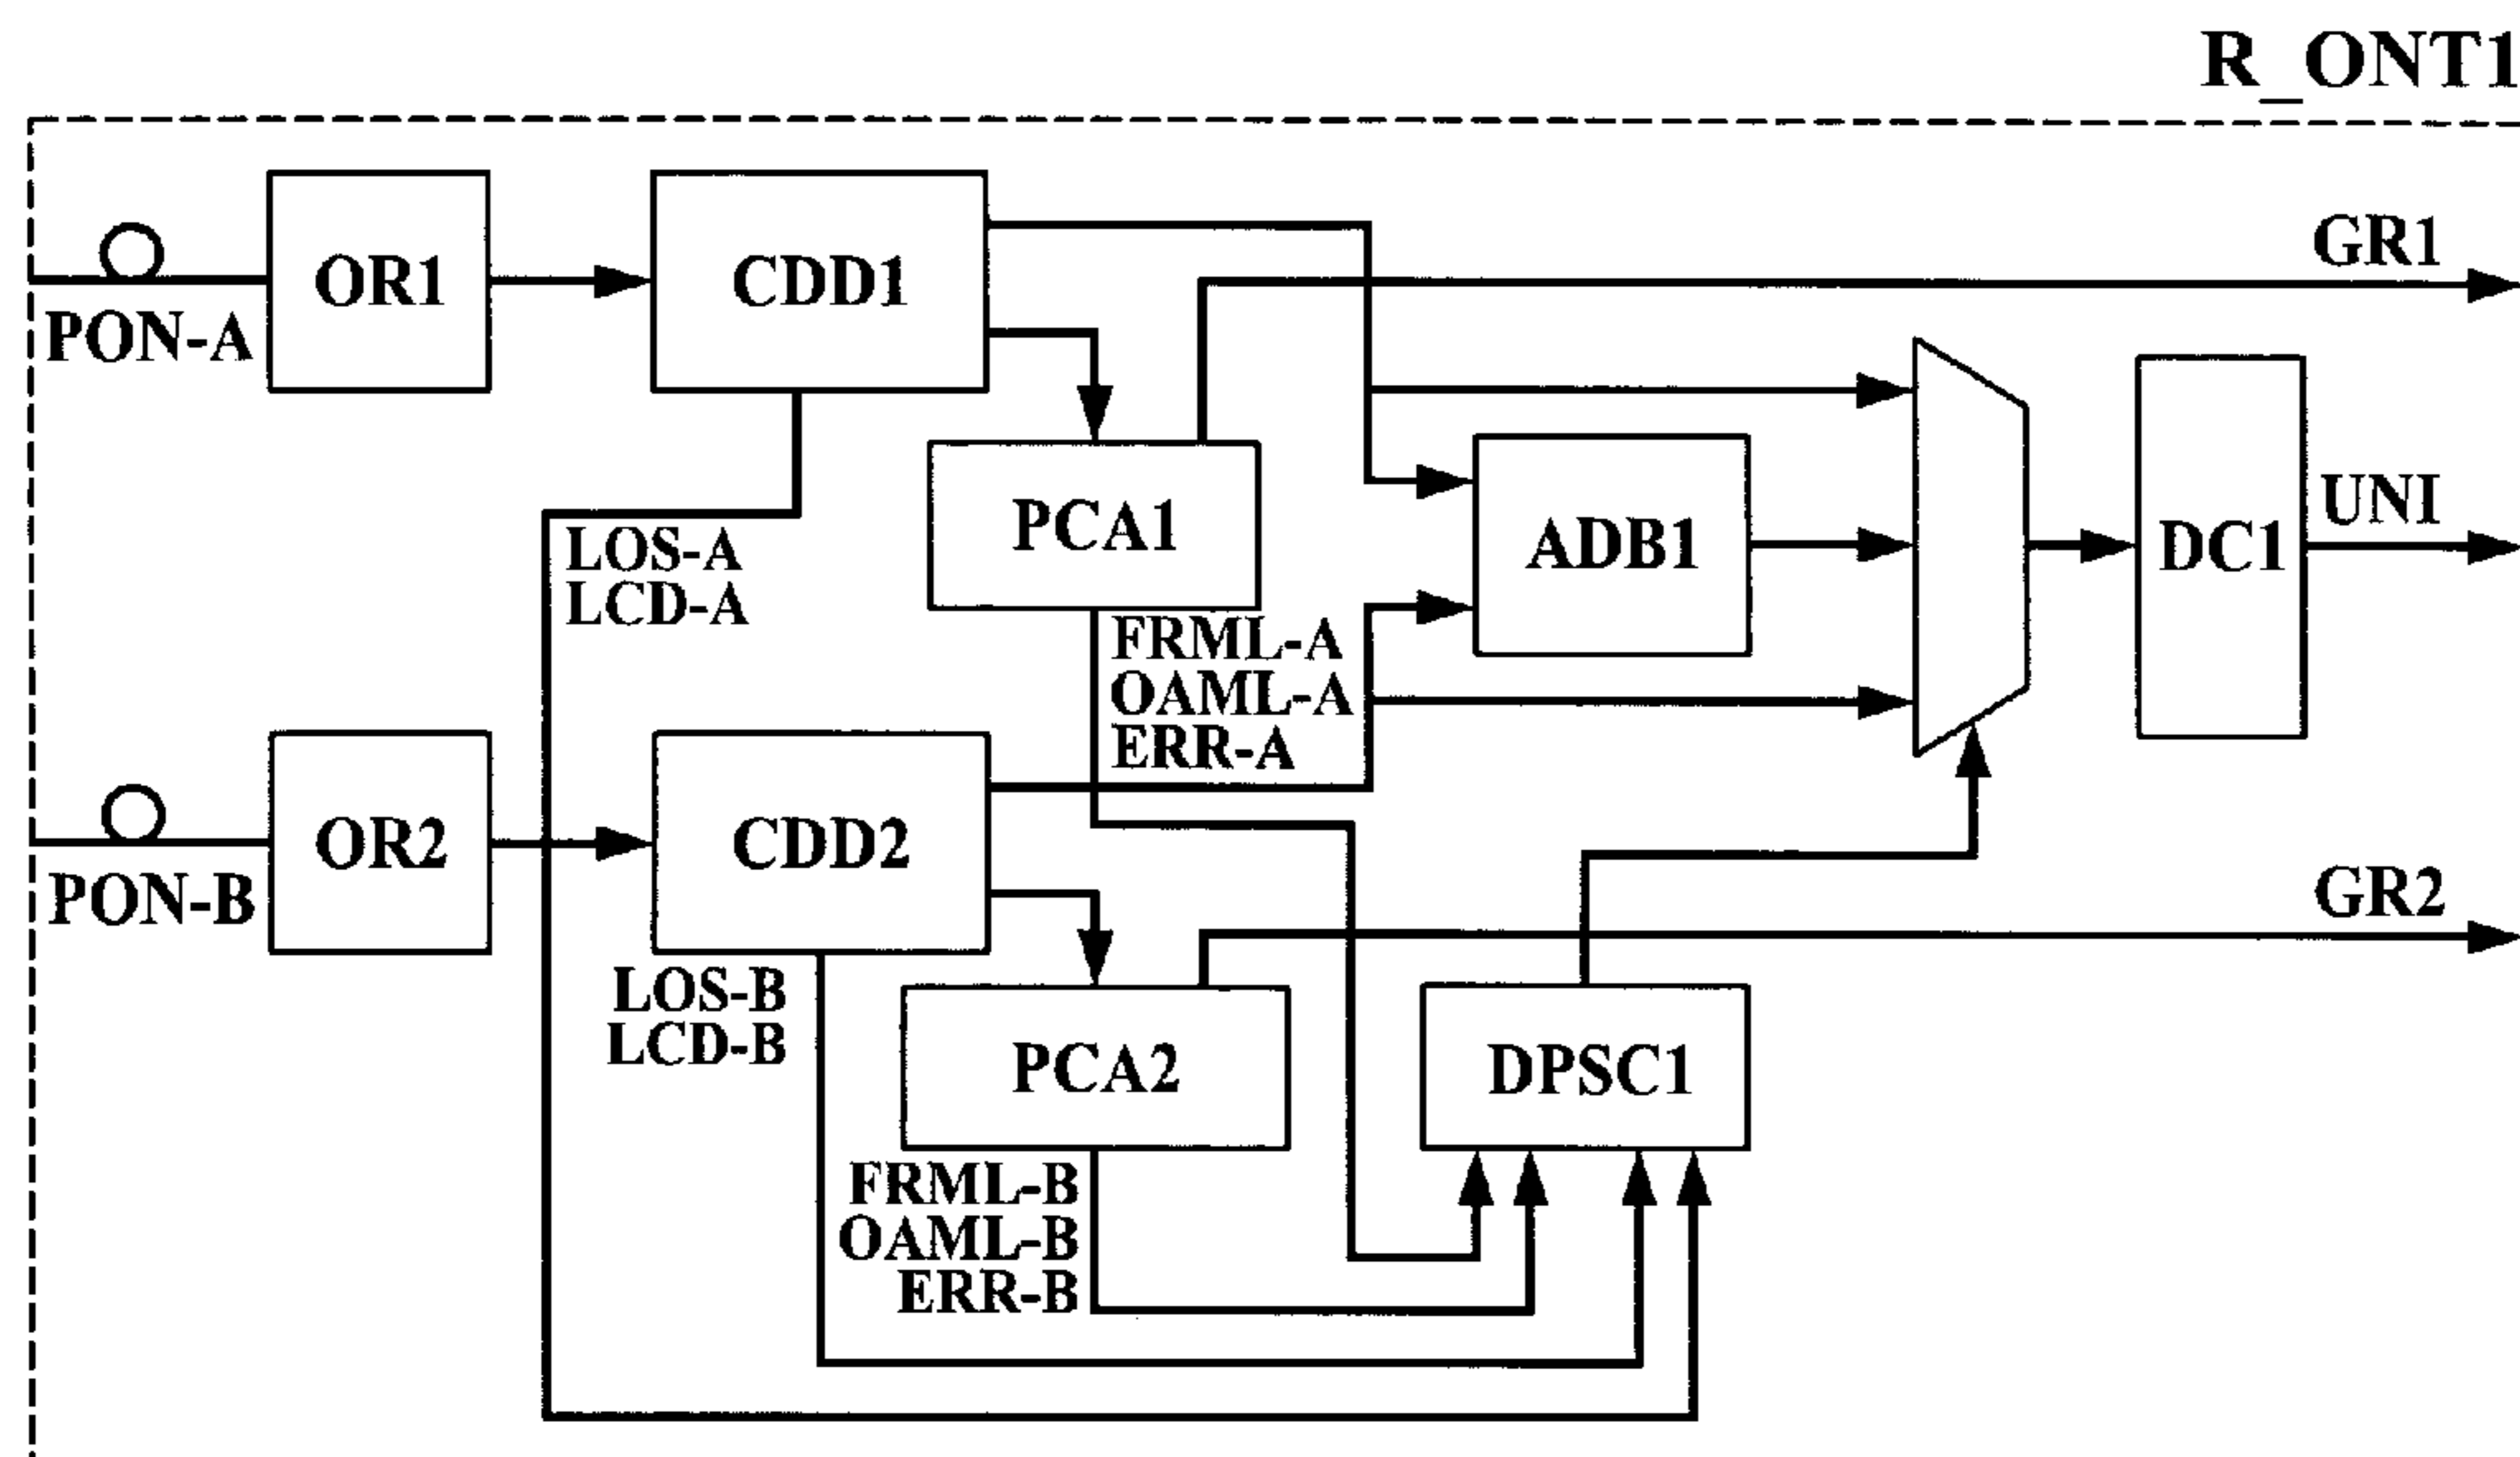 R_ONT1
OR1
CDD1
GR1
PON-A
PCA1
ADB1
UNI
DC1
LOS-A
LCD-A
FRML-A
OAML-A
ERR-A
OR2
CDD2
PON-B
GR2
LOS-B
LCD-B
PCA2
DPSC1
FRML-B
OAML-B
ERR-B